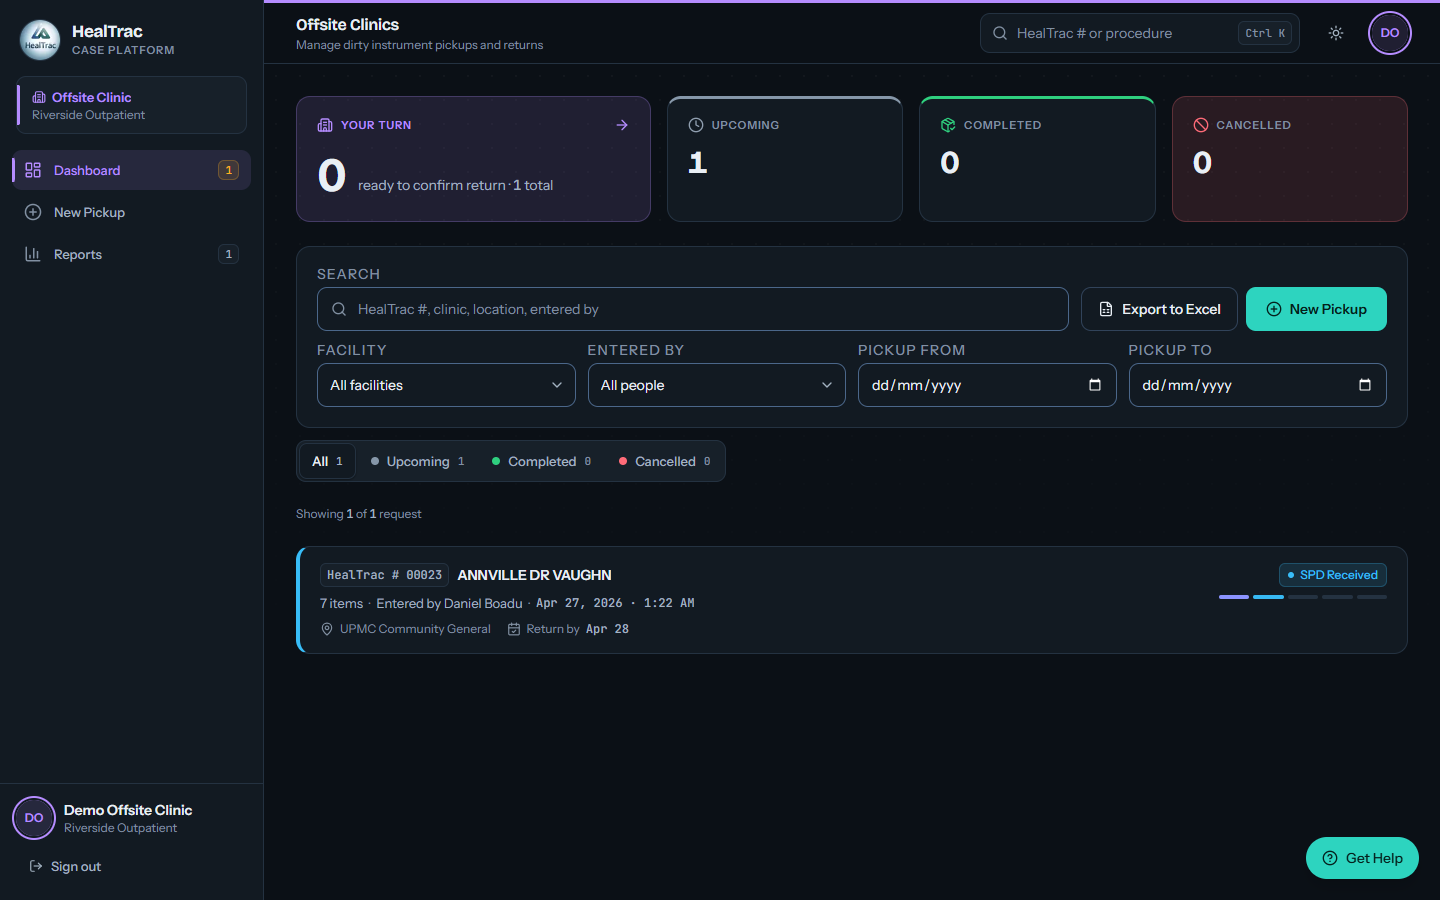 HealTrac
HealTrac
CASE PLATFORM
Offsite Clinic
Riverside Outpatient
Dashboard 1
New Pickup
Reports 1
Demo Offsite Clinic
DO
Riverside Outpatient
Sign out
Offsite Clinics
Manage dirty instrument pickups and returns
HealTrac # or procedure Ctrl K
DO
YOUR TURN
0 ready to confirm return · 1 total
UPCOMING
1
COMPLETED
0
CANCELLED
0
SEARCH
HealTrac #, clinic, location, entered by
Export to Excel
New Pickup
FACILITY
All facilities
ENTERED BY
All people
PICKUP FROM
dd/mm/yyyy
PICKUP TO
dd/mm/yyyy
All 1 Upcoming 1 Completed 0 Cancelled 0
Showing 1 of 1 request
HealTrac # 00023 ANNVILLE DR VAUGHN
SPD Received
7 items · Entered by Daniel Boadu · Apr 27, 2026 · 1:22 AM
UPMC Community General Return by Apr 28
Get Help